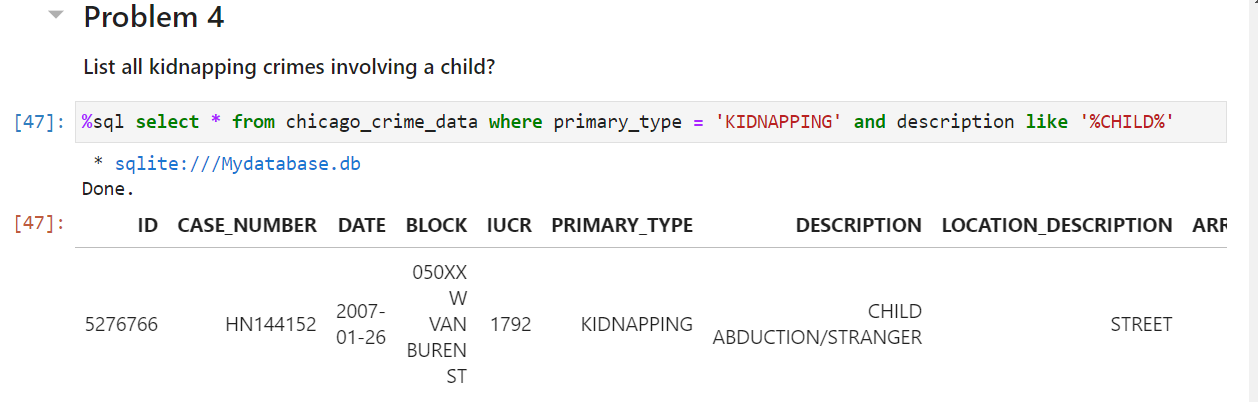 Problem 4
List all kidnapping crimes involving a child?
[47]: %sql select * from chicago_crime_data where primary_type = 'KIDNAPPING' and description like '%CHILD%'
* sqlite:///Mydatabase.db
Done.
[47]: ID CASE_NUMBER DATE BLOCK IUCR PRIMARY_TYPE DESCRIPTION LOCATION_DESCRIPTION ARR
5276766 HN144152 2007-01-26 050XX W VAN BUREN ST 1792 KIDNAPPING CHILD ABDUCTION/STRANGER STREET